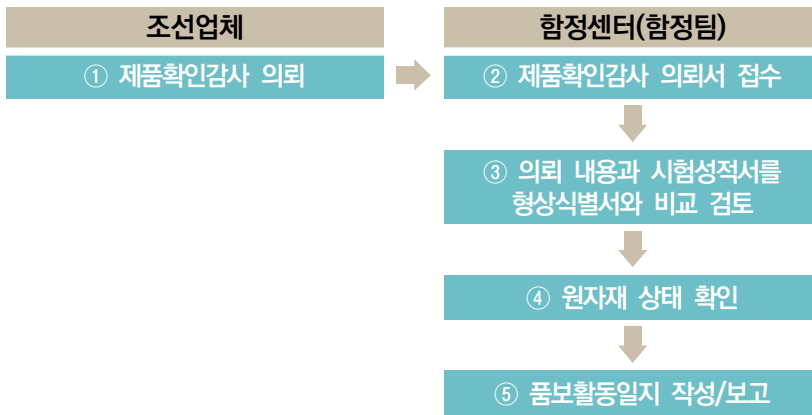 조선업체
함정센터(함정팀)
① 제품확인감사 의뢰
② 제품확인감사 의뢰서 접수
③ 의뢰 내용과 시험성적서를
형상식별서와 비교 검토
④ 원자재 상태 확인
⑤ 품보활동일지 작성/보고